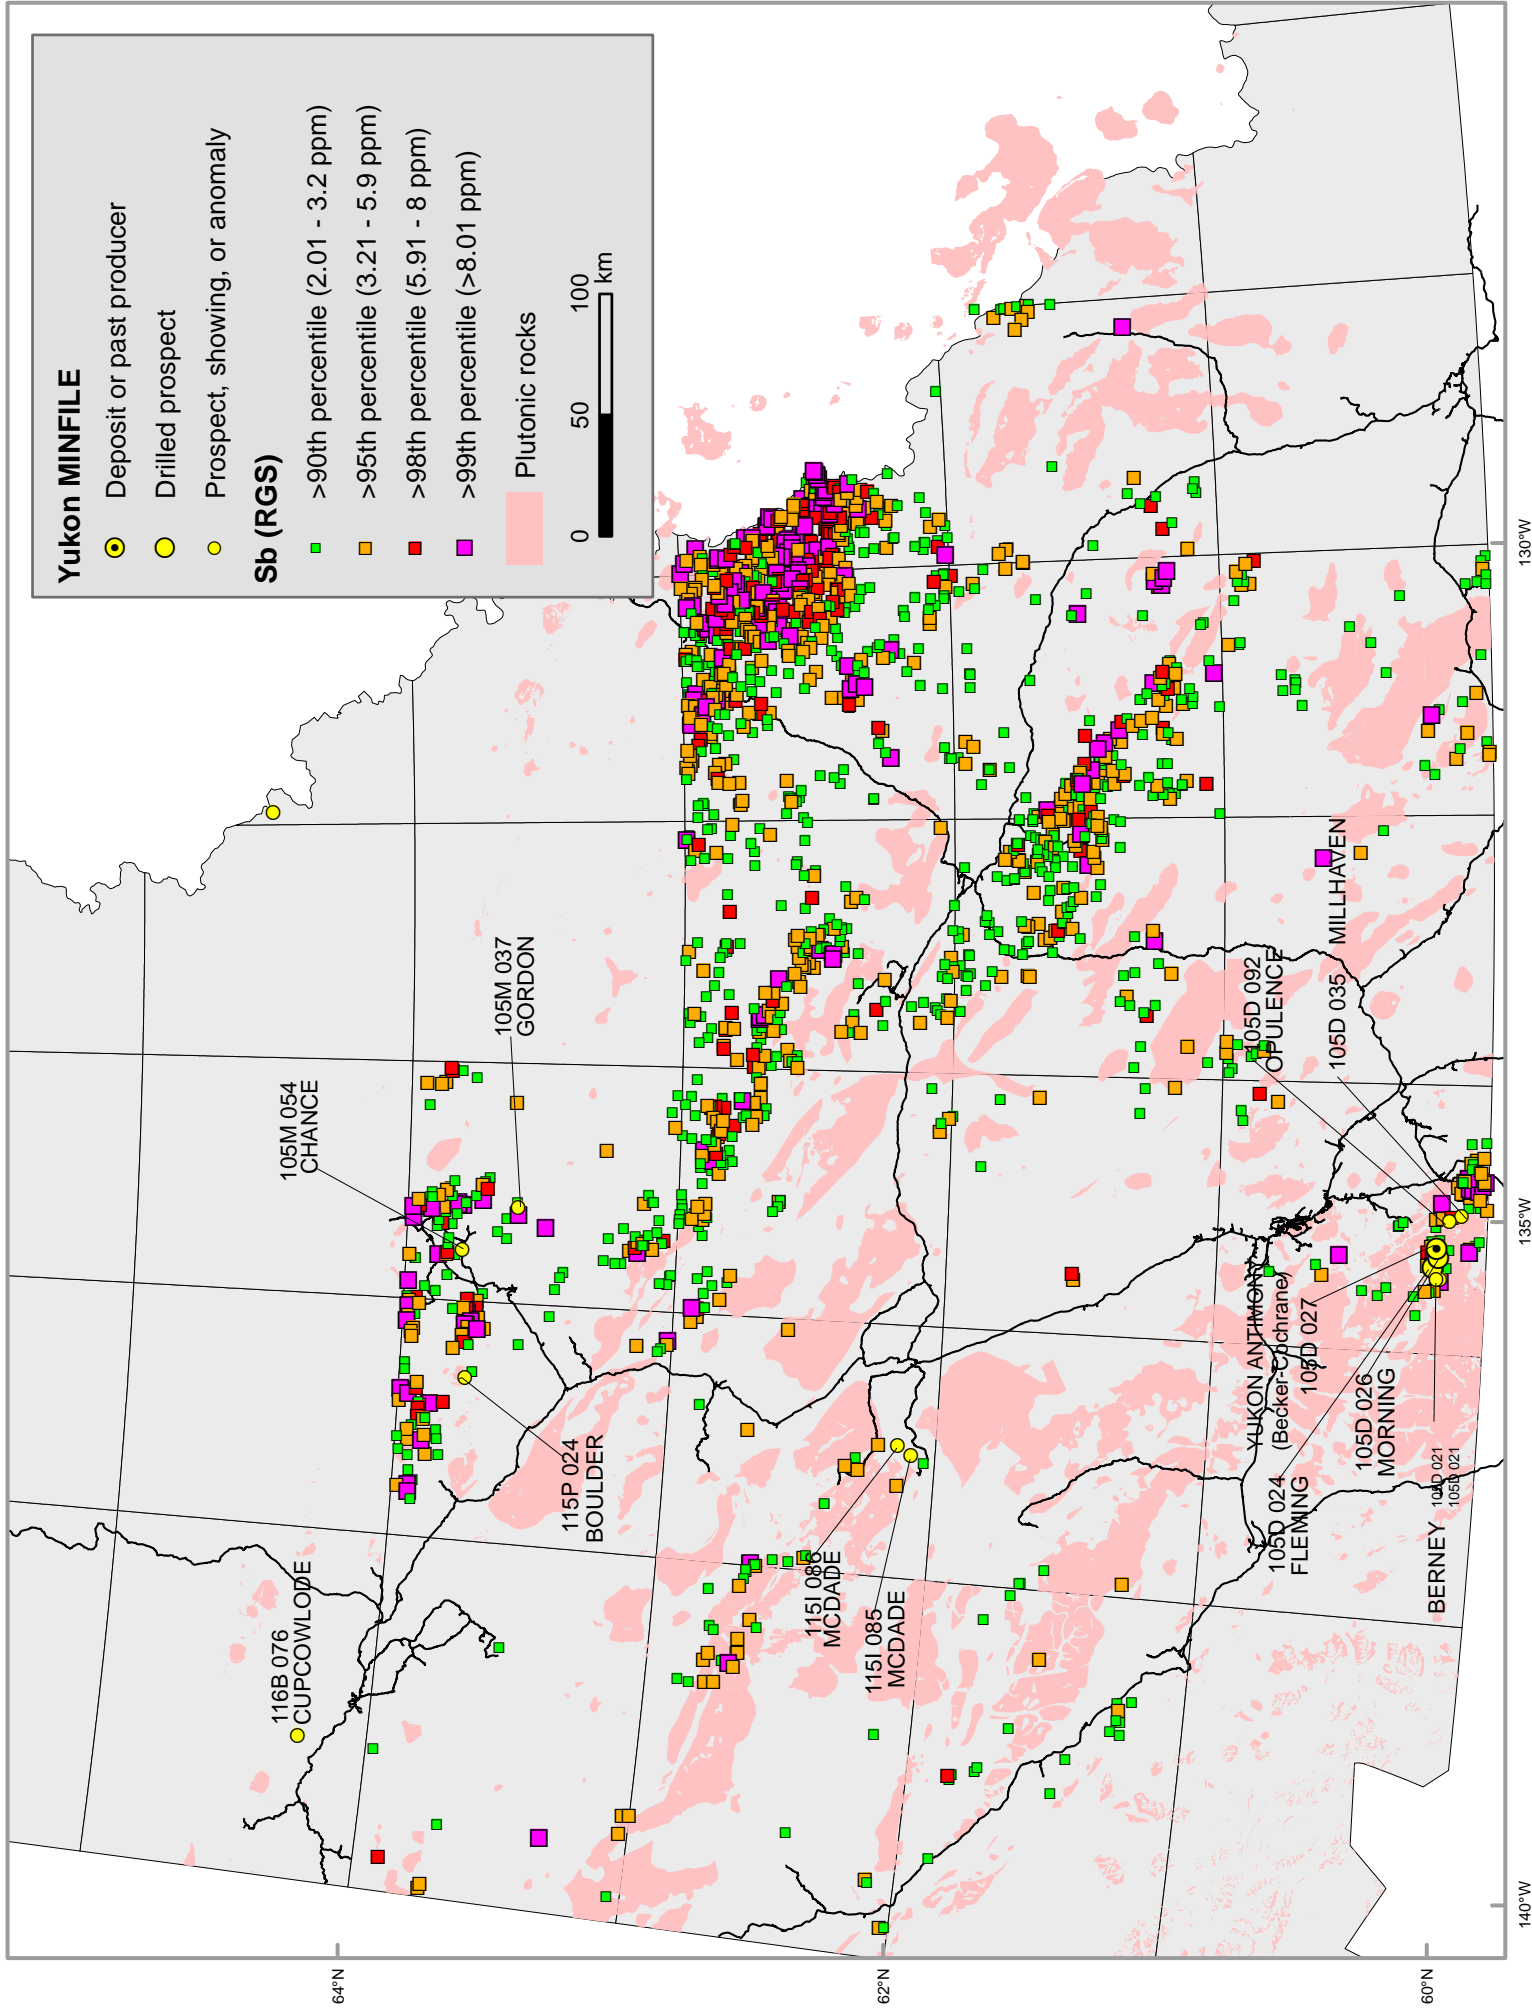 Yukon MINFILE
Deposit or past producer
Drilled prospect
Prospect, showing, or anomaly
Sb (RGS)
>90th percentile (2.01 - 3.2 ppm)
>95th percentile (3.21 - 5.9 ppm)
>98th percentile (5.91 - 8 ppm)
>99th percentile (>8.01 ppm)
Plutonic rocks
0 50 100
km
116B 076
CUPCOWLODE
105M 054
CHANCE
105M 037
GORDON
115P 024
BOULDER
115I 086
MCDADE
115I 085
MCDADE
105D 092
OPULENCE
105D 035 MILLHAVEN
YUKON ANTIMONY
(Becker-Cochrane)
105D 027
105D 026
MORNING
105D 024
FLEMING
BERNEY
105D 021
105D 021
64°N
62°N
60°N
140°W
135°W
130°W